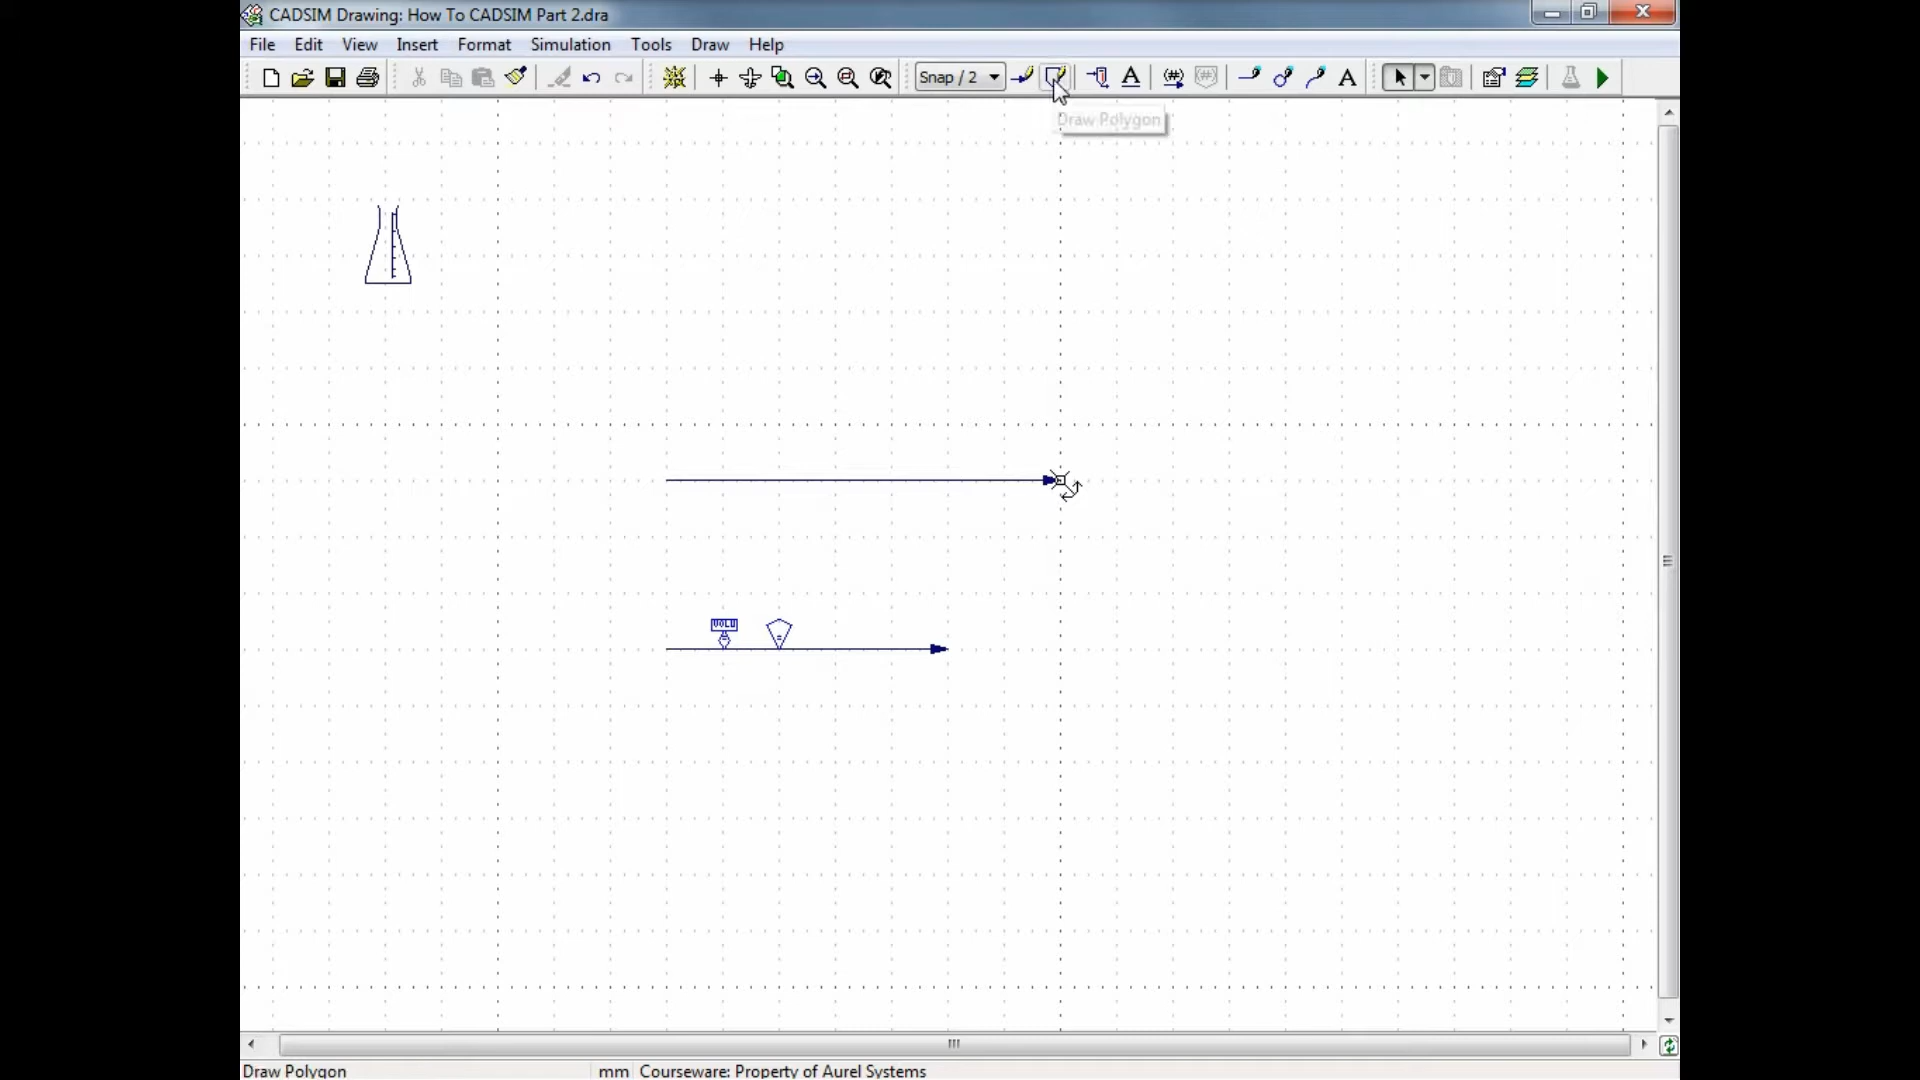 CADSIM Drawing: How To CADSIM Part 2.dra
File Edit View Insert Format Simulation Tools Draw Help
Snap / 2
Draw Polygon
Draw Polygon mm Courseware: Property of Aurel Systems